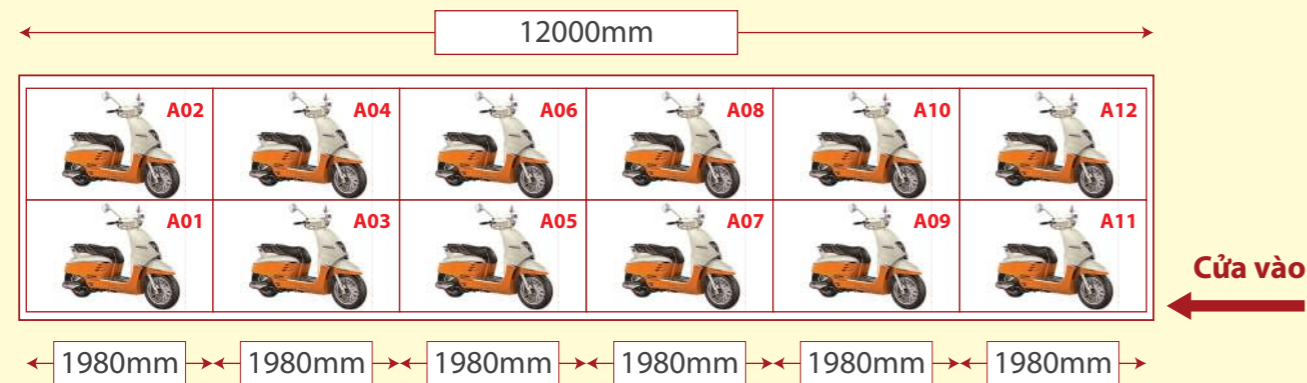 12000mm
A02 A04 A06 A08 A10 A12
A01 A03 A05 A07 A09 A11
Cửa vào
1980mm 1980mm 1980mm 1980mm 1980mm 1980mm